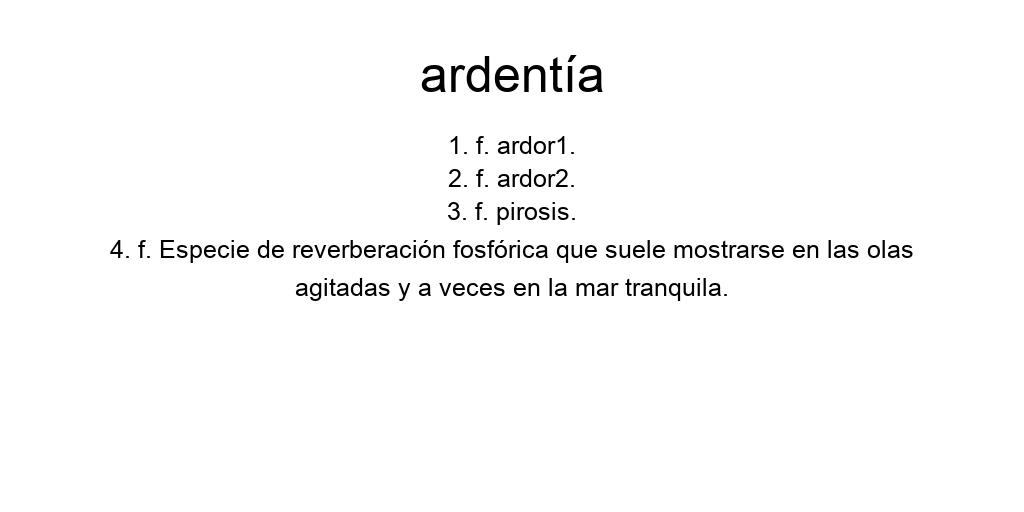 ardentía
1. f. ardor1.
2. f. ardor2.
3. f. pirosis.
4. f. Especie de reverberación fosfórica que suele mostrarse en las olas
agitadas y a veces en la mar tranquila.